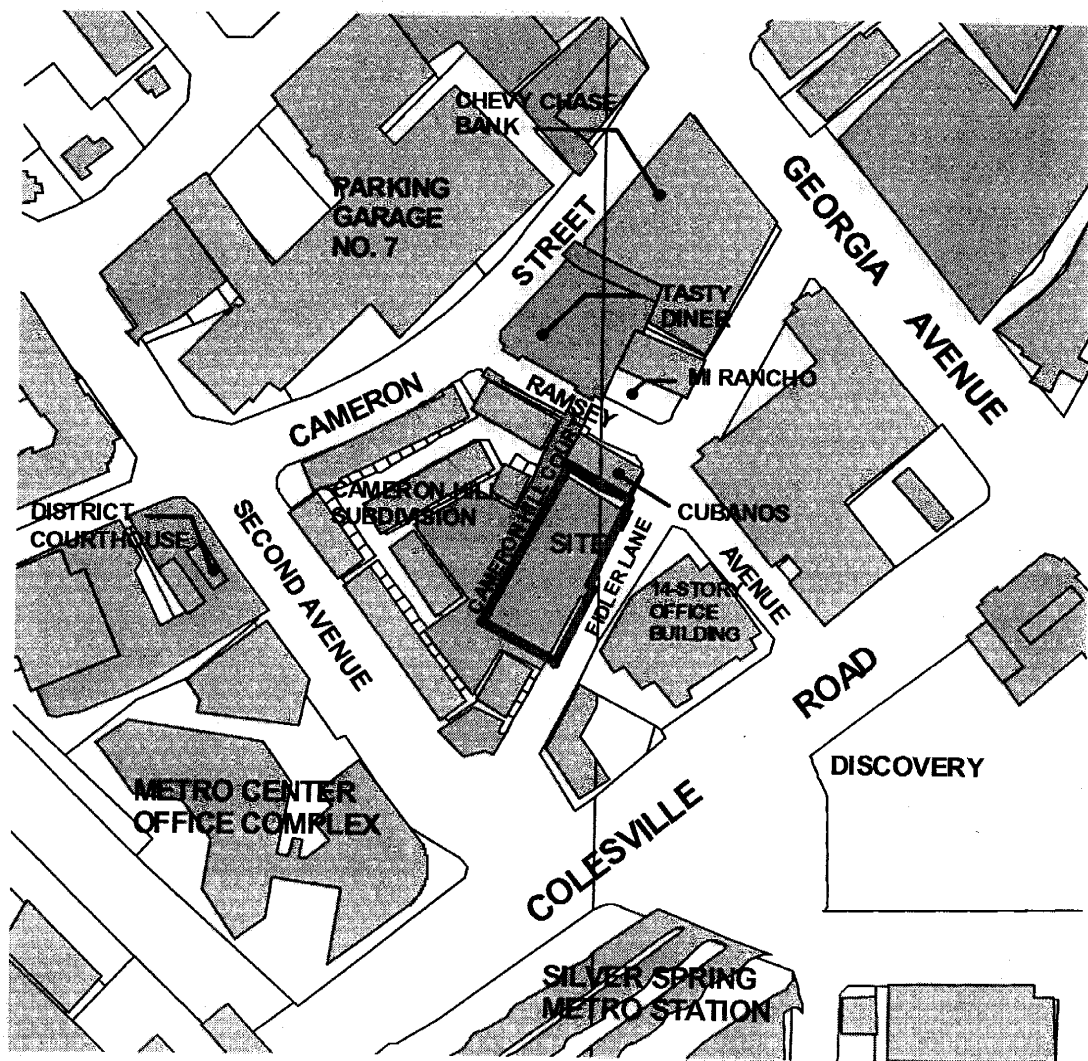 CHEVY CHASE
BANK
PARKING
GARAGE
NO. 7
GEORGIA
AVENUE
STREET
TASTY
DINER
MI RANCHO
CAMERON
RAMSEY
CAMERON HILL COURT
CAMERON HILL
SUBDIVISION
DISTRICT
COURTHOUSE
SECOND AVENUE
CUBANOS
SITE
FIDLER LANE
AVENUE
14-STORY
OFFICE
BUILDING
ROAD
DISCOVERY
METRO CENTER
OFFICE COMPLEX
COLESVILLE
SILVER SPRING
METRO STATION